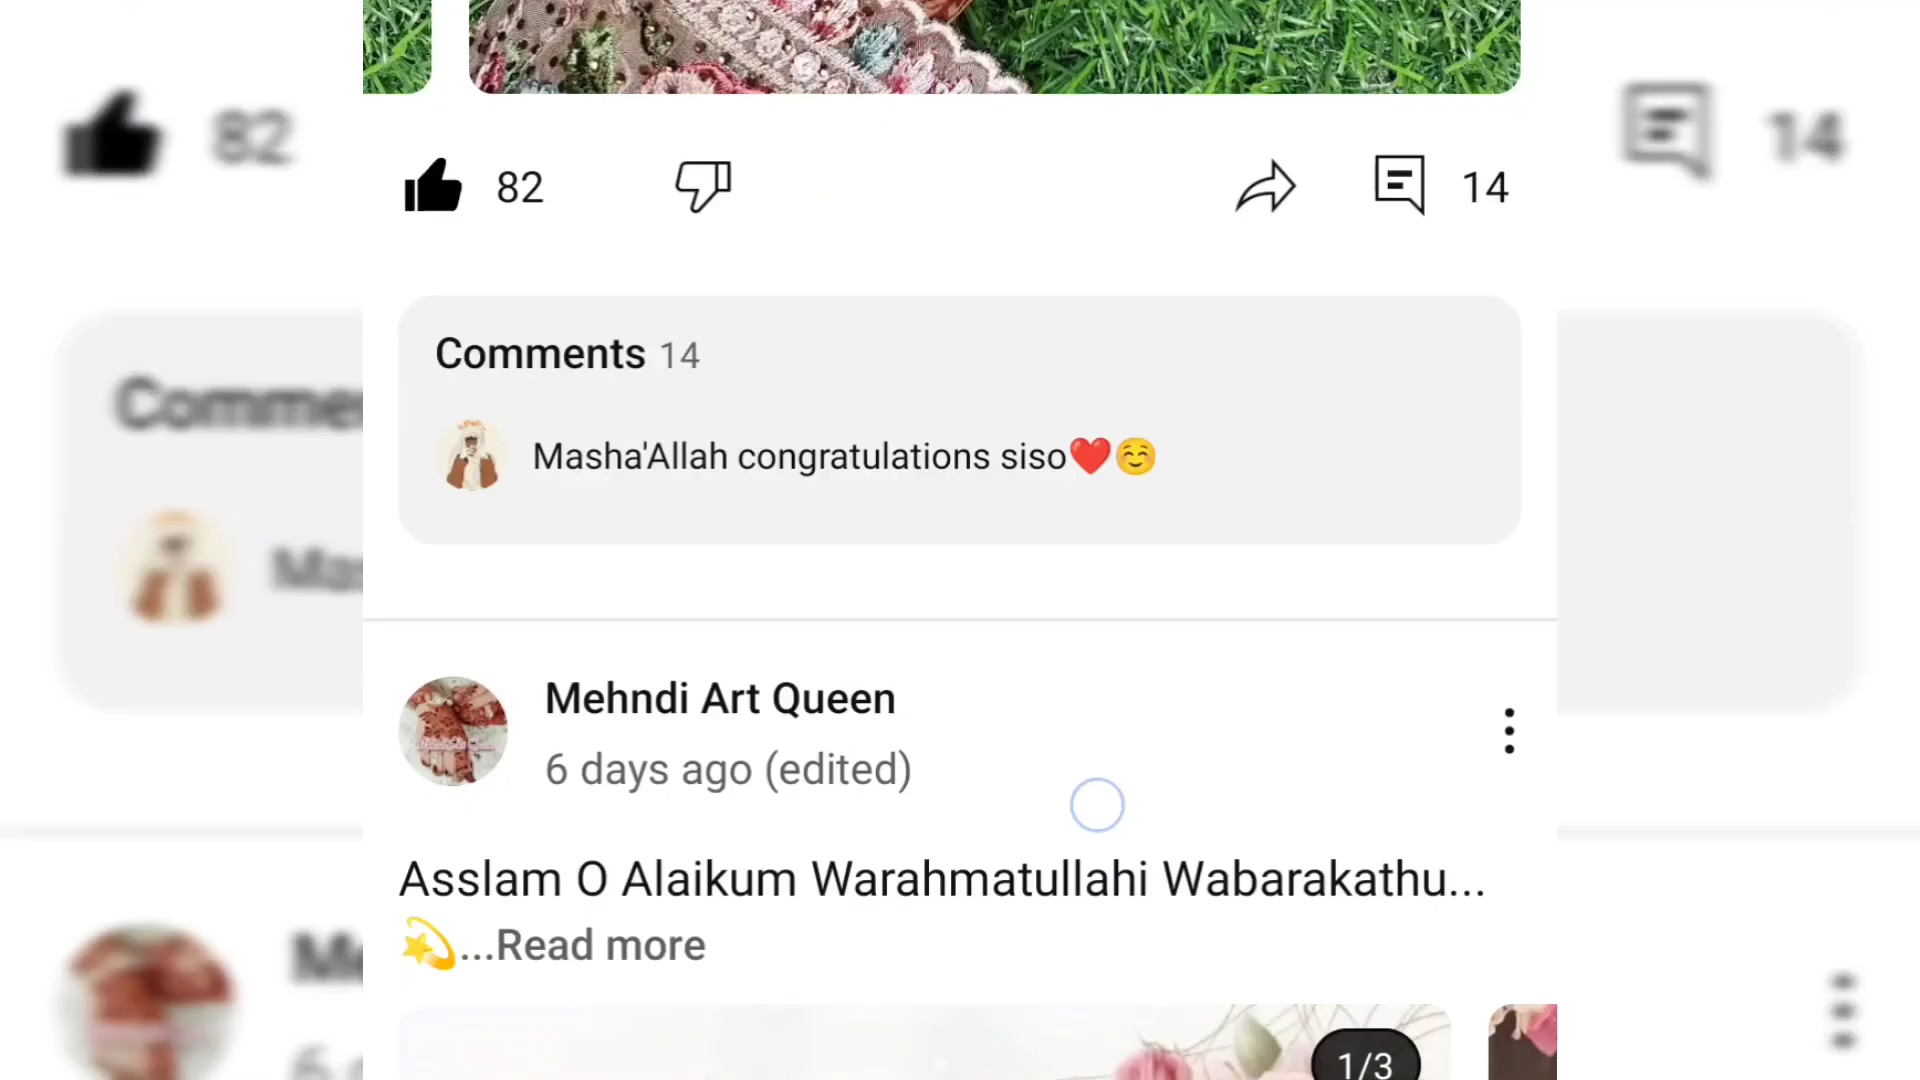 82
14
Comments 14
Masha'Allah congratulations siso❤️☺️
Mehndi Art Queen
6 days ago (edited)
Asslam O Alaikum Warahmatullahi Wabarakathu...
💫...Read more
1/3